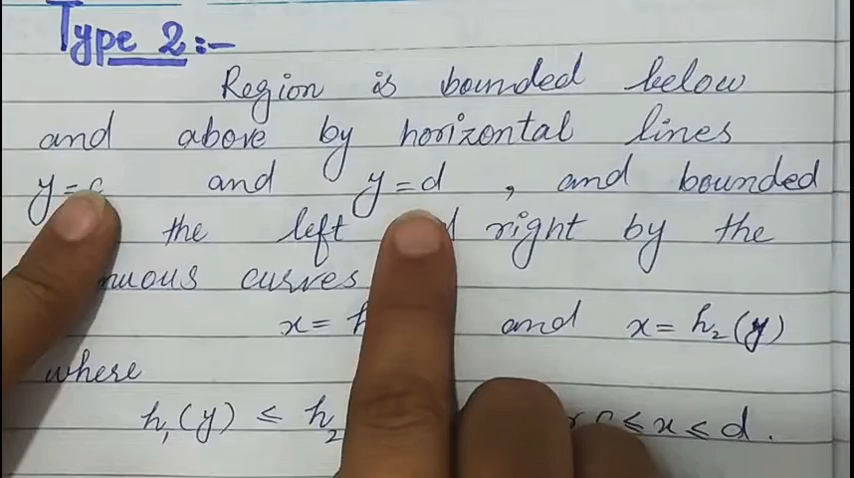 Type 2:-
Region is bounded below
and above by horizontal lines
y = c and y = d , and bounded
the left right by the
curves
x = and x = h₂(y)
where
h₁(y) ≤ h₂ c ≤ x ≤ d.